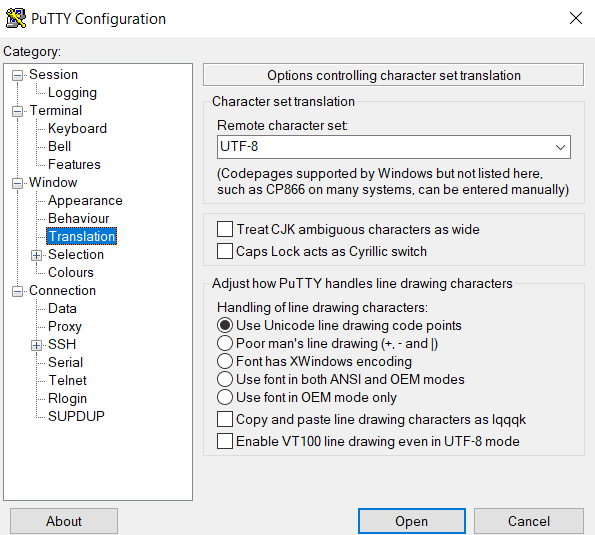 PuTTY Configuration
Category:
Session
Logging
Terminal
Keyboard
Bell
Features
Window
Appearance
Behaviour
Translation
Selection
Colours
Connection
Data
Proxy
SSH
Serial
Telnet
Rlogin
SUPDUP
Options controlling character set translation
Character set translation
Remote character set:
UTF-8
(Codepages supported by Windows but not listed here,
such as CP866 on many systems, can be entered manually)
Treat CJK ambiguous characters as wide
Caps Lock acts as Cyrillic switch
Adjust how PuTTY handles line drawing characters
Handling of line drawing characters:
Use Unicode line drawing code points
Poor man's line drawing (+, - and |)
Font has XWindows encoding
Use font in both ANSI and OEM modes
Use font in OEM mode only
Copy and paste line drawing characters as lqqqk
Enable VT100 line drawing even in UTF-8 mode
About
Open
Cancel